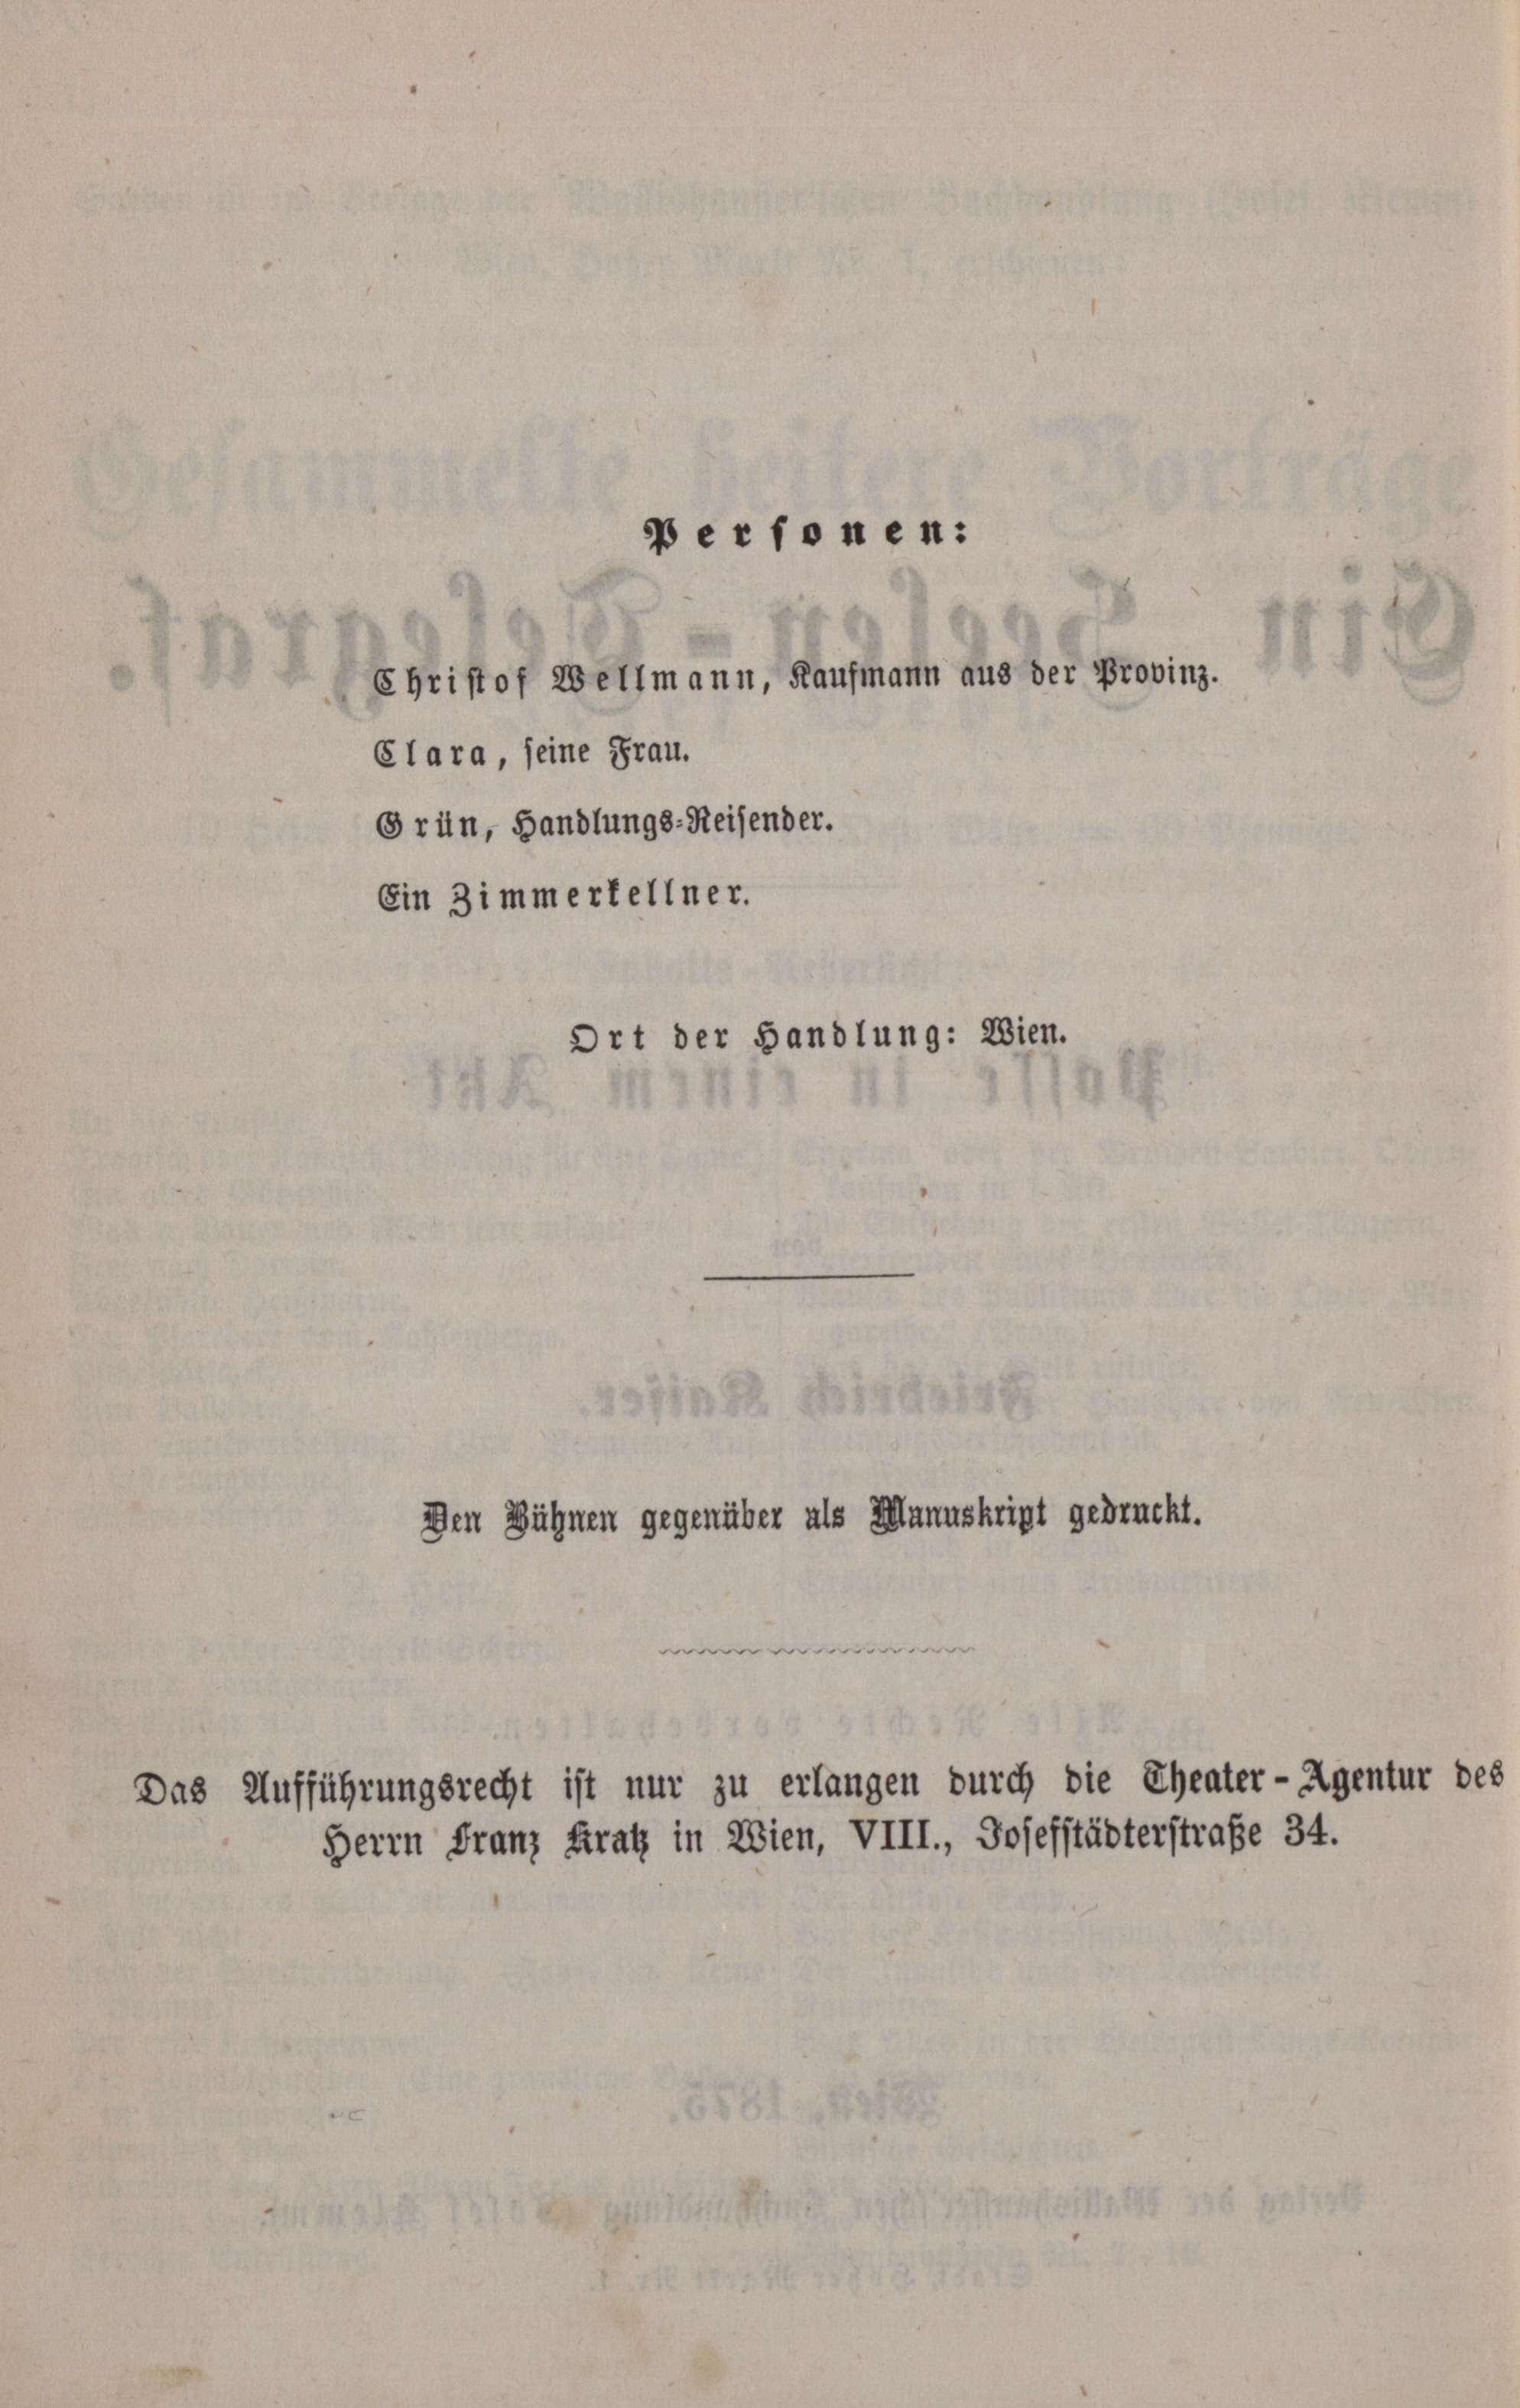 Personen:
Christof Wellmann, Kaufmann aus der Provinz.
Clara, seine Frau.
Grün, Handlungs-Reisender.
Ein Zimmerkellner.
Ort der Handlung: Wien.
Den Bühnen gegenüber als Manuskript gedruckt.
Das Aufführungsrecht ist nur zu erlangen durch die Theater-Agentur des
Herrn Franz Kratz in Wien, VIII., Josefstädterstraße 34.